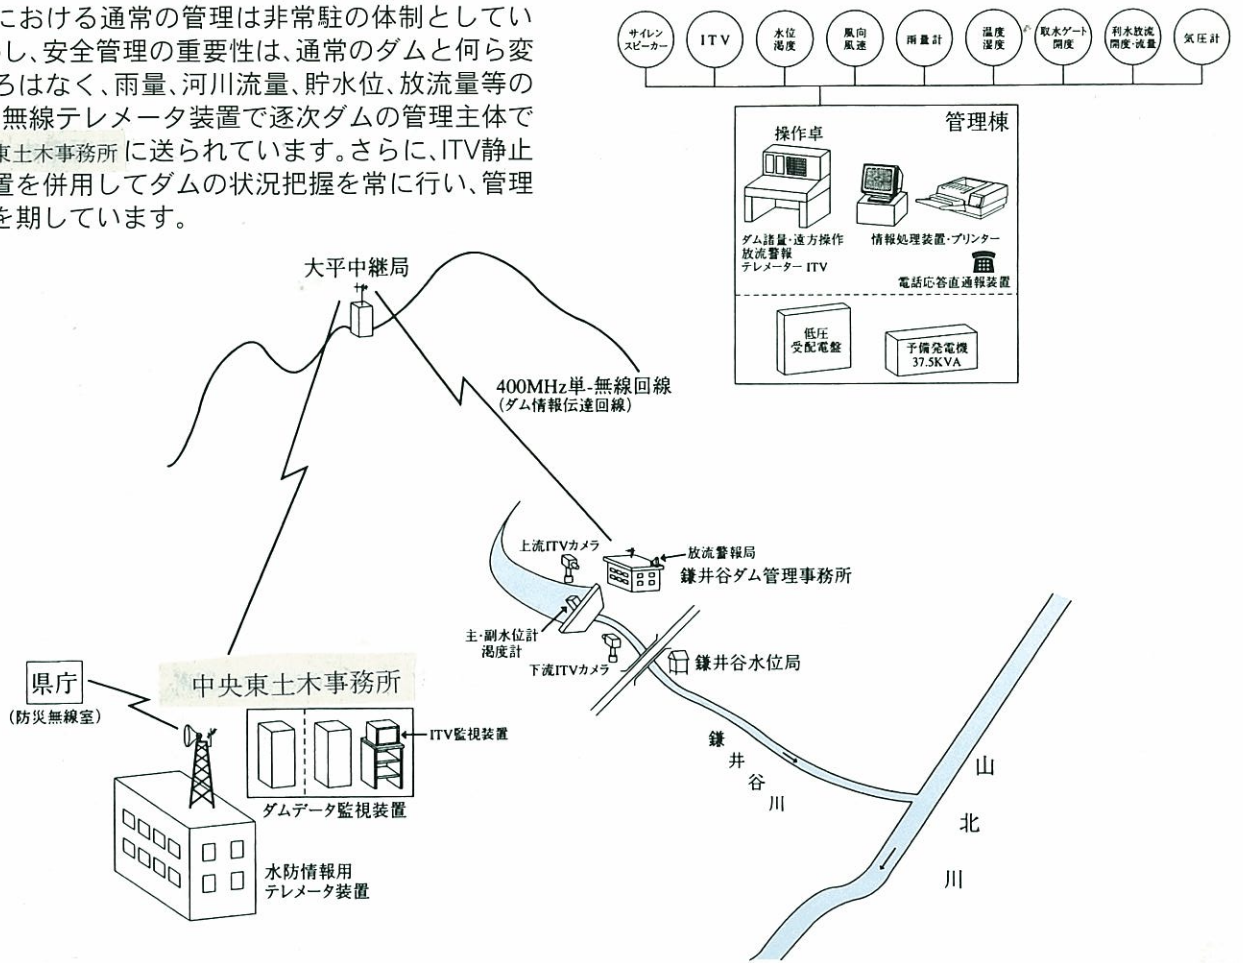 における通常の管理は非常駐の体制としてい
し、安全管理の重要性は、通常のダムと何ら変
ろはなく、雨量、河川流量、貯水位、放流量等の
無線テレメータ装置で逐次ダムの管理主体で
東土木事務所に送られています。さらに、ITV静止
置を併用してダムの状況把握を常に行い、管理
を期しています。
サイレン
スピーカー
ITV
水位
濁度
風向
風速
雨量計
温度
湿度
取水ゲート
開度
利水放流
開度・流量
気圧計
管理棟
操作卓
ダム諸量・遠方操作
放流警報
テレメーター ITV
情報処理装置・プリンター
電話応答直通報装置
低圧
受配電盤
予備発電機
37.5KVA
大平中継局
400MHz単-無線回線
(ダム情報伝達回線)
上流ITVカメラ
放流警報局
鎌井谷ダム管理事務所
主・副水位計
濁度計
下流ITVカメラ
鎌井谷水位局
県庁
(防災無線室)
中央東土木事務所
ITV監視装置
ダムデータ監視装置
水防情報用
テレメータ装置
鎌井谷川
山北川